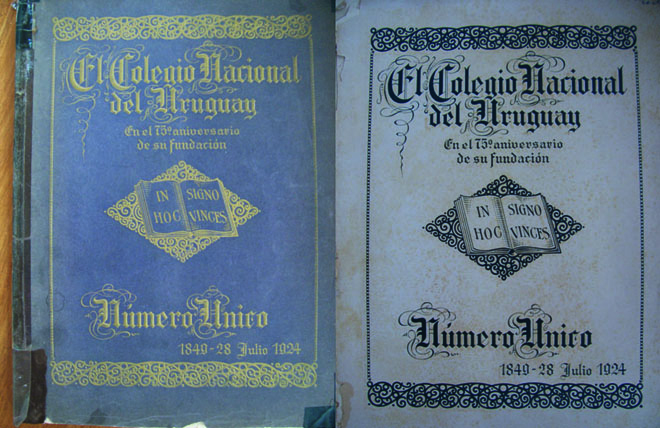 El Colegio Nacional
del Uruguay
En el 75º aniversario
de su fundación
IN SIGNO
HOC VINCES
Número Unico
1849-28 Julio 1924
El Colegio Nacional
del Uruguay
En el 75º aniversario
de su fundación
IN SIGNO
HOC VINCES
Número Unico
1849-28 Julio 1924